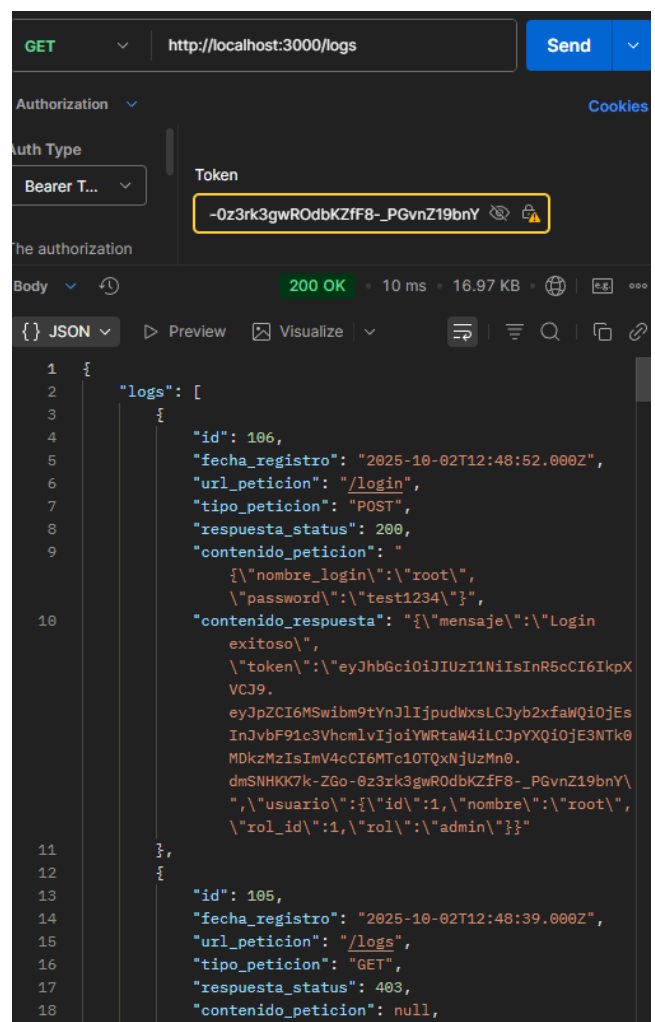 GET http://localhost:3000/logs Send
Authorization Cookies
Auth Type
Bearer T...
Token
-0z3rk3gwROdbKZfF8-_PGvnZ19bnY
The authorization
Body 200 OK • 10 ms • 16.97 KB • e.g. ...
{} JSON Preview Visualize
1 {
2 "logs": [
3 {
4 "id": 106,
5 "fecha_registro": "2025-10-02T12:48:52.000Z",
6 "url_peticion": "/login",
7 "tipo_peticion": "POST",
8 "respuesta_status": 200,
9 "contenido_peticion": "
{\"nombre_login\":\"root\",
\"password\":\"test1234\"}",
10 "contenido_respuesta": "{\"mensaje\":\"Login
exitoso\",
\"token\":\"eyJhbGciOiJIUzI1NiIsInR5cCI6IkpX
VCJ9.
eyJpZCI6MSwibm9tYnJlIjpudWxsLCJyb2xfaWQiOjEs
InJvbF91c3VhcmlvIjoiYWRtaW4iLCJpYXQiOjE3NTk0
MDkzMzIsImV4cCI6MTc1OTQxNjUzMn0.
dmSNHKK7k-ZGo-0z3rk3gwROdbKZfF8-_PGvnZ19bnY\
",\"usuario\":{\"id\":1,\"nombre\":\"root\",
\"rol_id\":1,\"rol\":\"admin\"}}"
11 },
12 {
13 "id": 105,
14 "fecha_registro": "2025-10-02T12:48:39.000Z",
15 "url_peticion": "/logs",
16 "tipo_peticion": "GET",
17 "respuesta_status": 403,
18 "contenido_peticion": null,